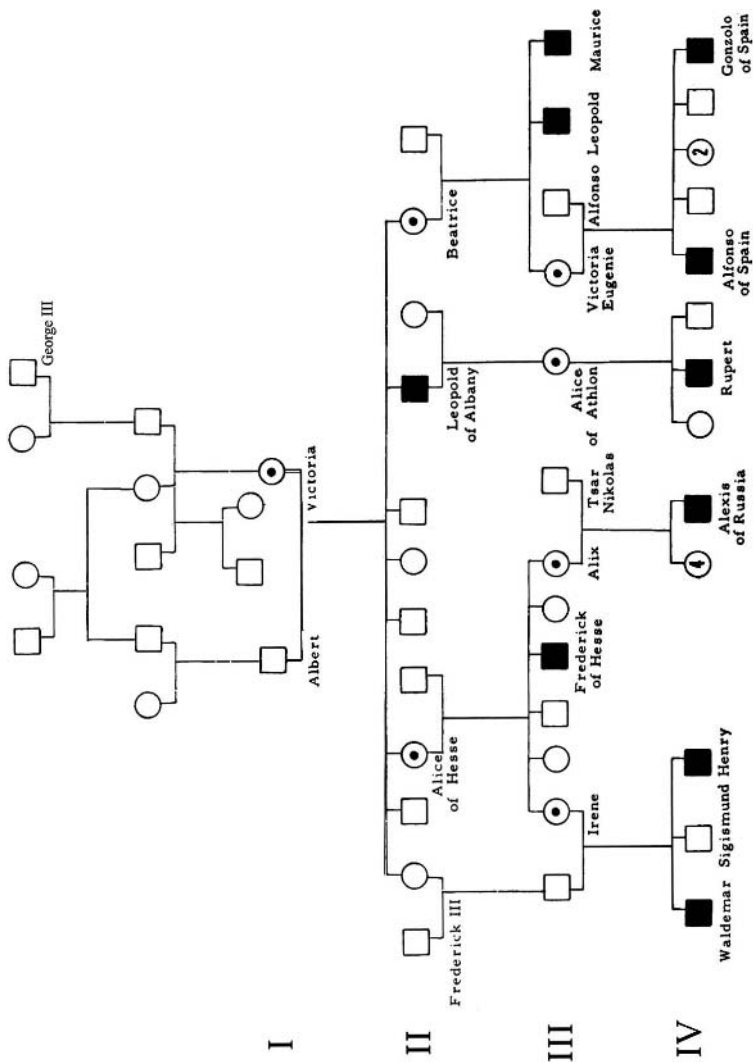 George III
I
Albert
Victoria
II
Frederick III
Alice
of Hesse
Leopold
of Albany
Beatrice
III
Irene
Frederick
of Hesse
Alix
Tsar
Nikolas
Alice
of Athlon
Victoria
Eugenie
Alfonso
Leopold
Maurice
IV
Waldemar
Sigismund
Henry
4
Alexis
of Russia
Rupert
Alfonso
of Spain
2
Gonzolo
of Spain